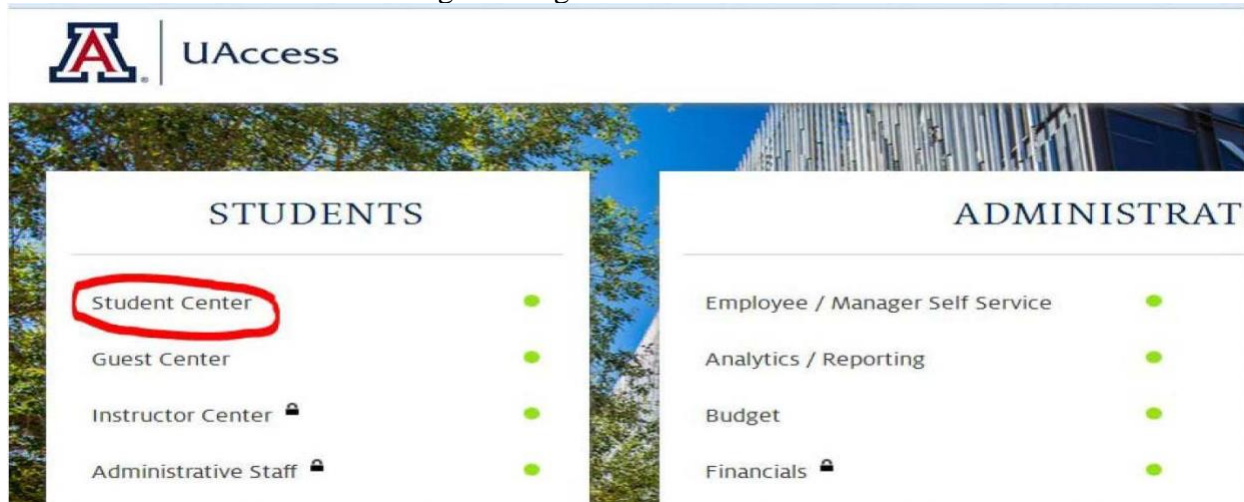 A UAccess
STUDENTS
Student Center
Guest Center
Instructor Center
Administrative Staff
ADMINISTRAT
Employee / Manager Self Service
Analytics / Reporting
Budget
Financials